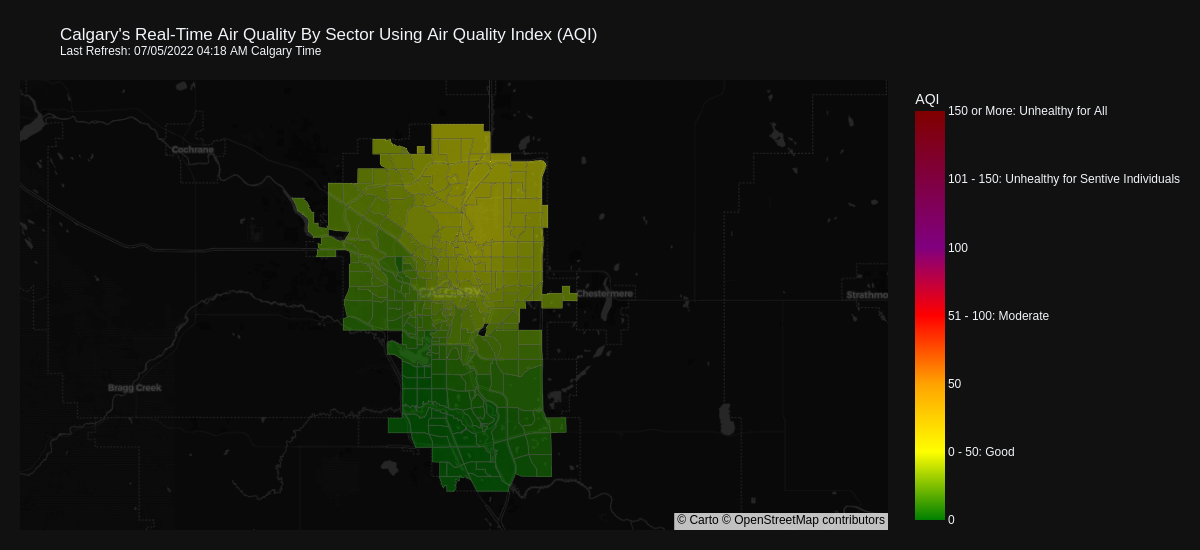 Calgary's Real-Time Air Quality By Sector Using Air Quality Index (AQI)
Last Refresh: 07/05/2022 04:18 AM Calgary Time
AQI
150 or More: Unhealthy for All
Cochrane
101 - 150: Unhealthy for Sentive Individuals
100
CALGARY
Chestermere
Strathmo
51 - 100: Moderate
Bragg Creek
50
0 - 50: Good
© Carto © OpenStreetMap contributors
0